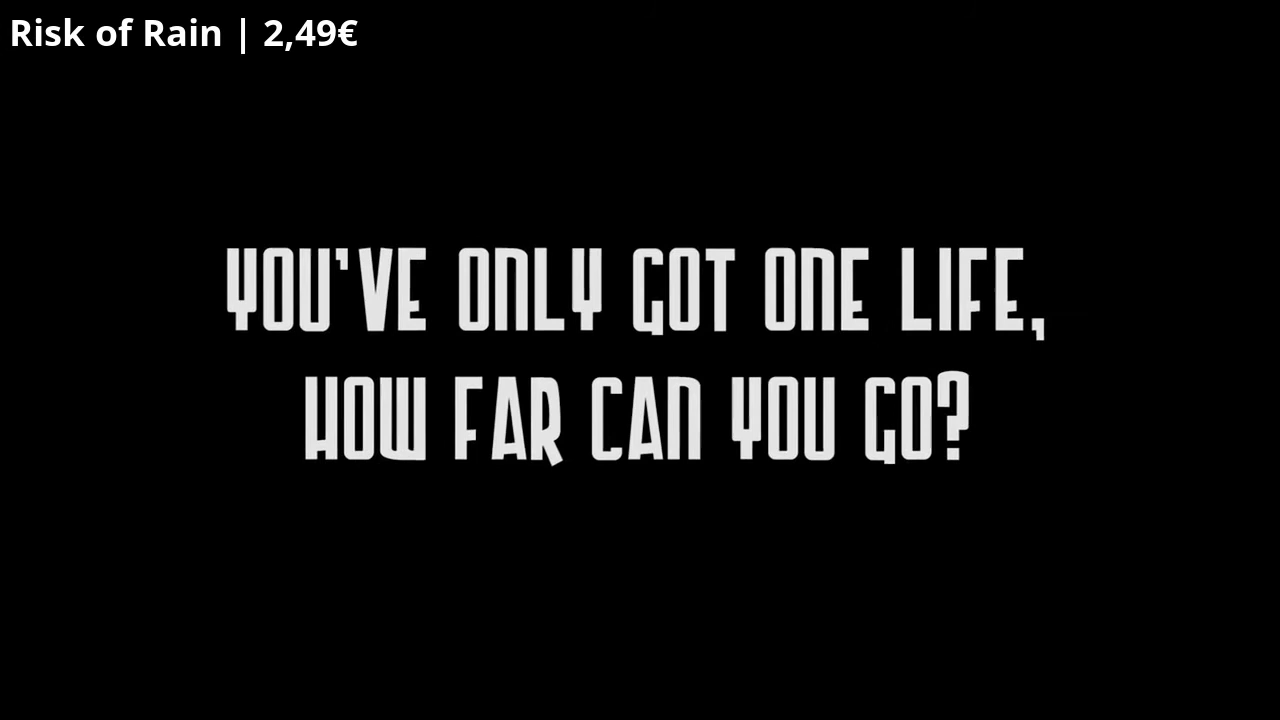 Risk of Rain | 2,49€
YOU'VE ONLY GOT ONE LIFE,
HOW FAR CAN YOU GO?